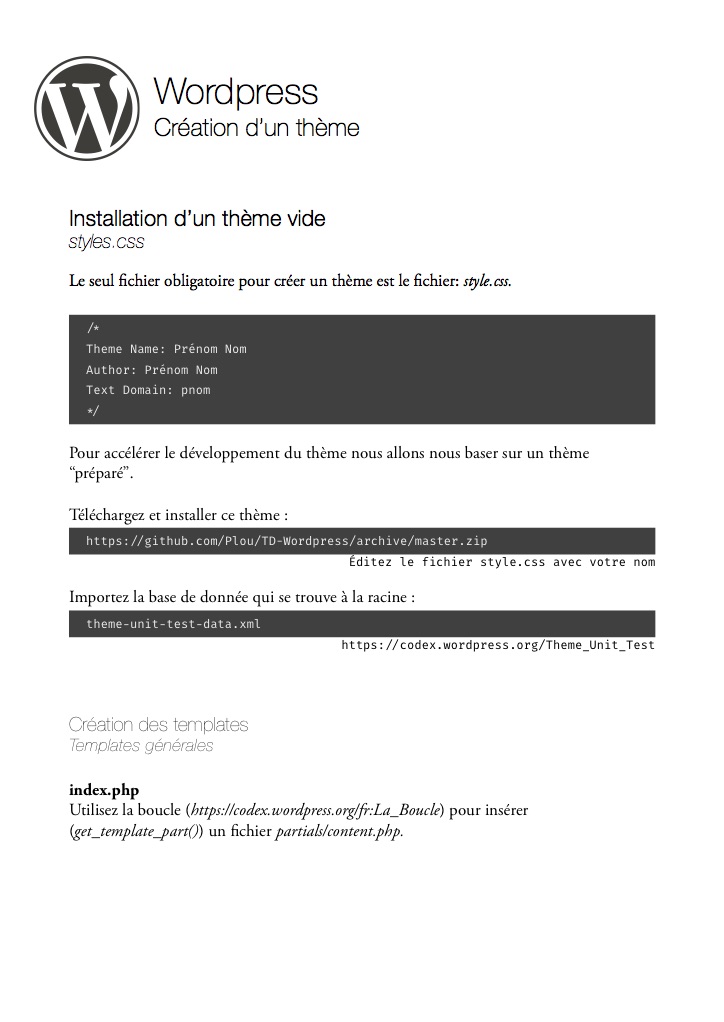 Wordpress
Création d'un thème
Installation d'un thème vide
styles.css
Le seul fichier obligatoire pour créer un thème est le fichier: style.css.
/*
Theme Name: Prénom Nom
Author: Prénom Nom
Text Domain: pnom
*/
Pour accélérer le développement du thème nous allons nous baser sur un thème
“préparé”.
Téléchargez et installer ce thème :
https://github.com/Plou/TD-Wordpress/archive/master.zip
Éditez le fichier style.css avec votre nom
Importez la base de donnée qui se trouve à la racine :
theme-unit-test-data.xml
https://codex.wordpress.org/Theme_Unit_Test
Création des templates
Templates générales
index.php
Utilisez la boucle (https://codex.wordpress.org/fr:La_Boucle) pour insérer
(get_template_part()) un fichier partials/content.php.